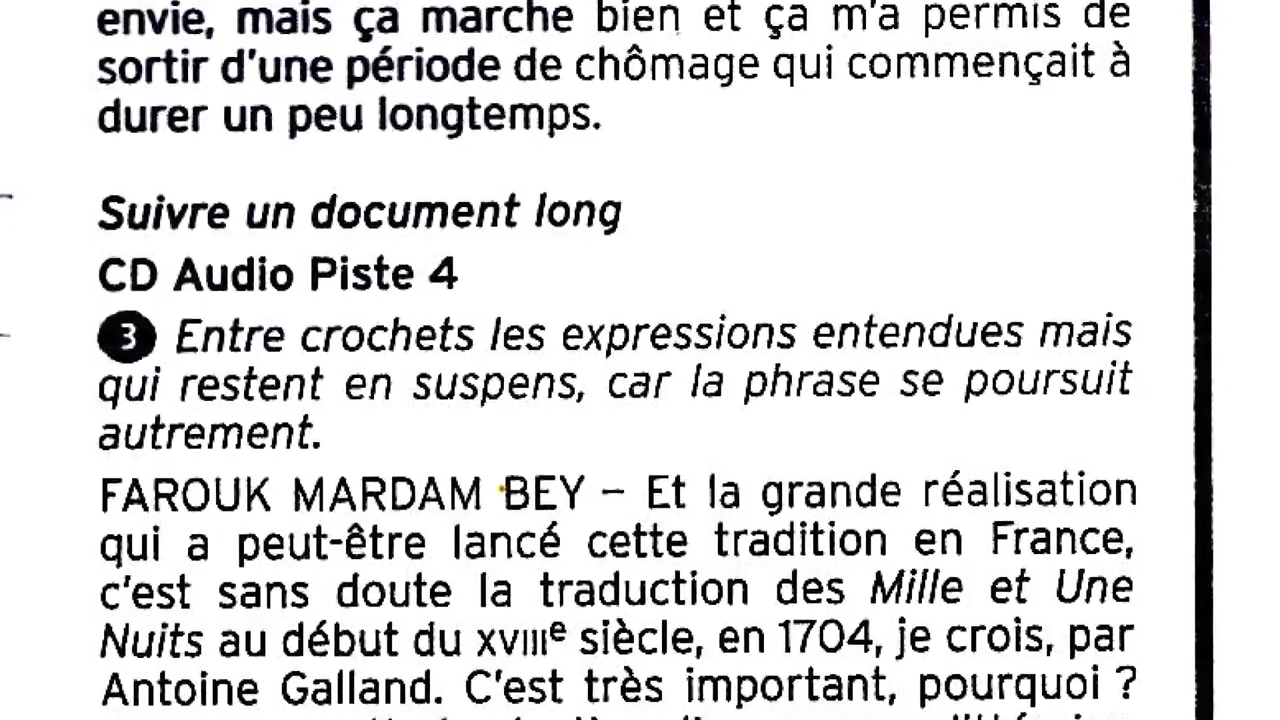 envie, mais ça marche bien et ça m'a permis de
sortir d'une période de chômage qui commençait à
durer un peu longtemps.
Suivre un document long
CD Audio Piste 4
3 Entre crochets les expressions entendues mais
qui restent en suspens, car la phrase se poursuit
autrement.
FAROUK MARDAM BEY – Et la grande réalisation
qui a peut-être lancé cette tradition en France,
c'est sans doute la traduction des Mille et Une
Nuits au début du XVIIIe siècle, en 1704, je crois, par
Antoine Galland. C'est très important, pourquoi ?